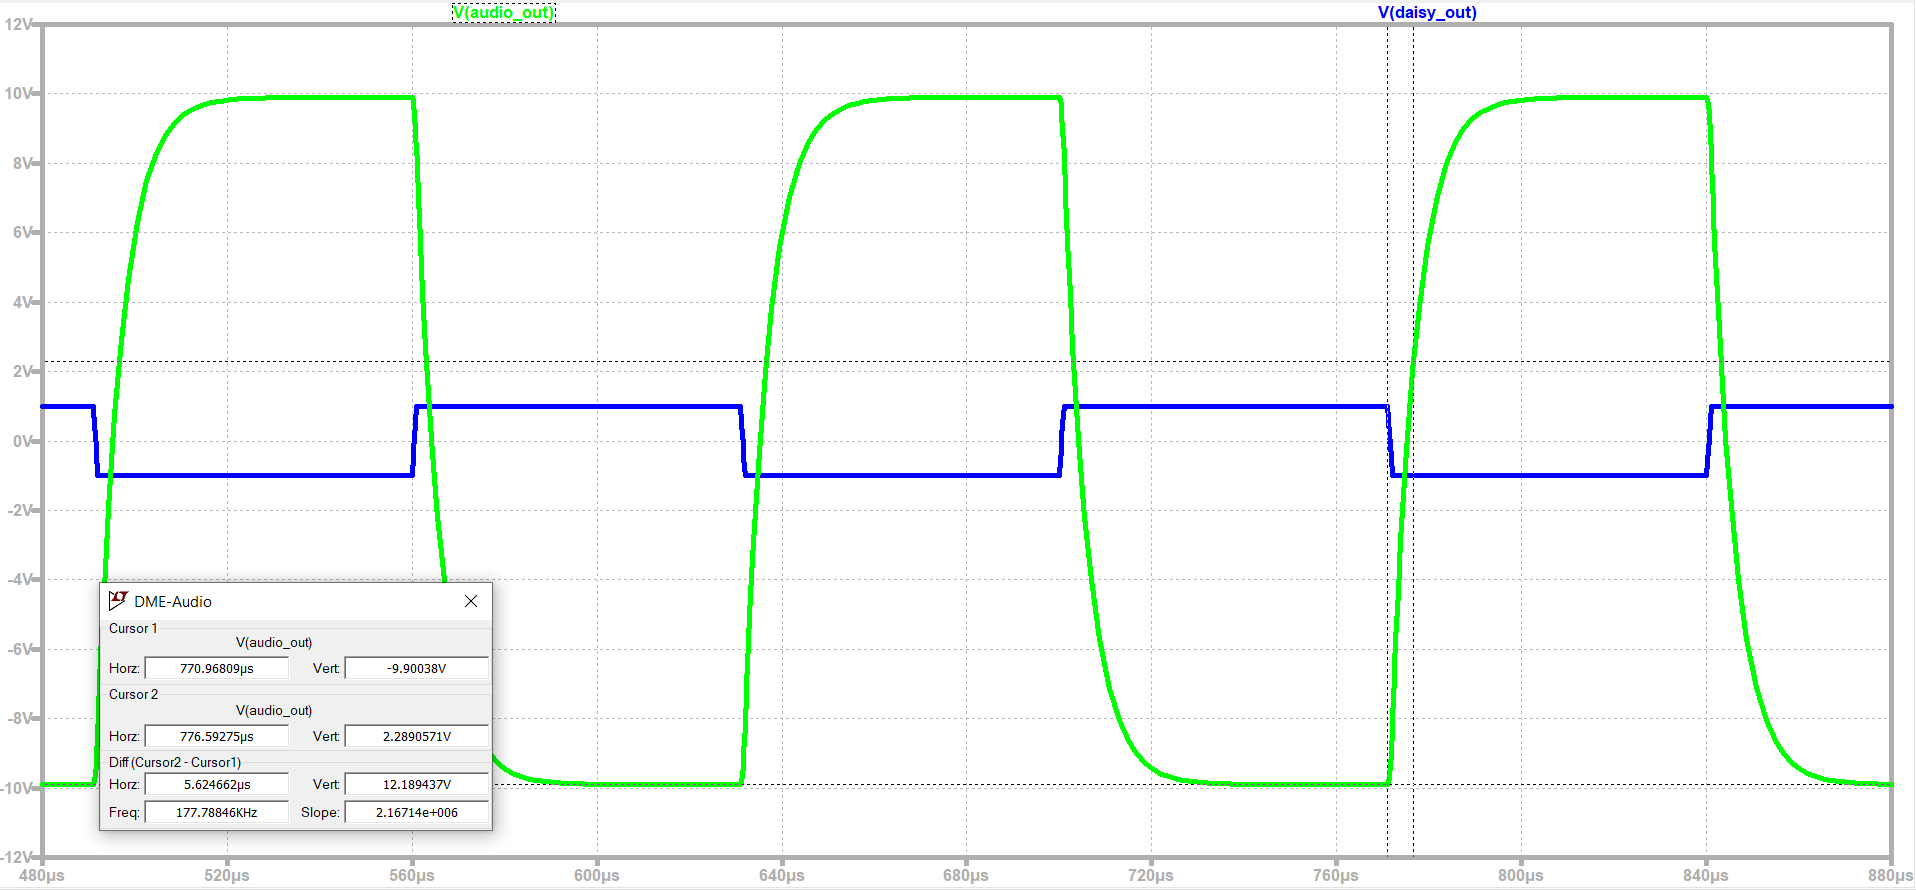 V(audio_out) V(daisy_out)
12V
10V
8V
6V
4V
2V
0V
-2V
-4V
-6V
-8V
-10V
-12V
DME-Audio
Cursor 1
V(audio_out)
Horz: 770.96809µs Vert: -9.90038V
Cursor 2
V(audio_out)
Horz: 776.59275µs Vert: 2.2890571V
Diff (Cursor2 - Cursor1)
Horz: 5.624662µs Vert: 12.189437V
Freq: 177.78846KHz Slope: 2.16714e+006
480µs 520µs 560µs 600µs 640µs 680µs 720µs 760µs 800µs 840µs 880µs